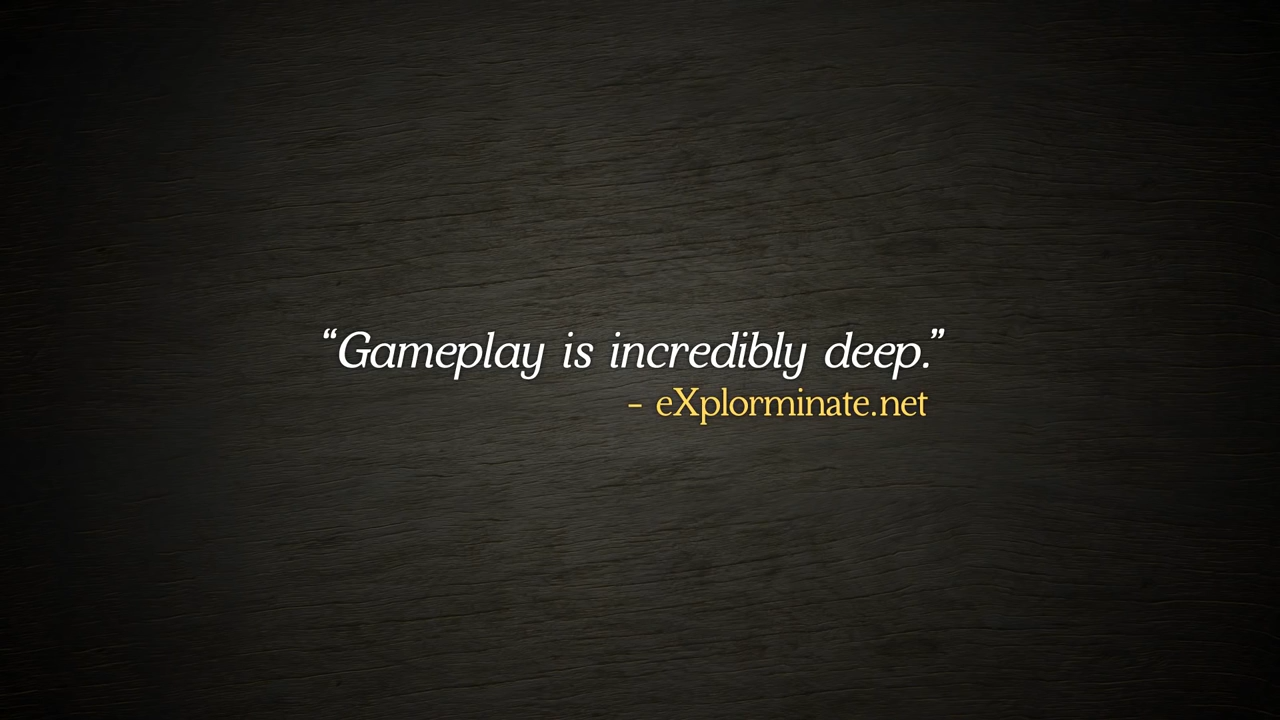 “Gameplay is incredibly deep.”
– eXplorminate.net